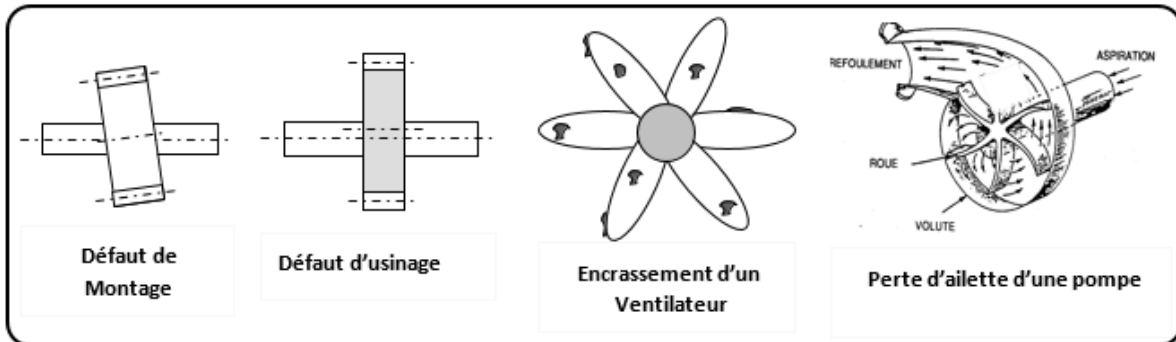 REFOULEMENT
ASPIRATION
ROUE
VOLUTE
Défaut de
Montage
Défaut d’usinage
Encrassement d’un
Ventilateur
Perte d’ailette d’une pompe